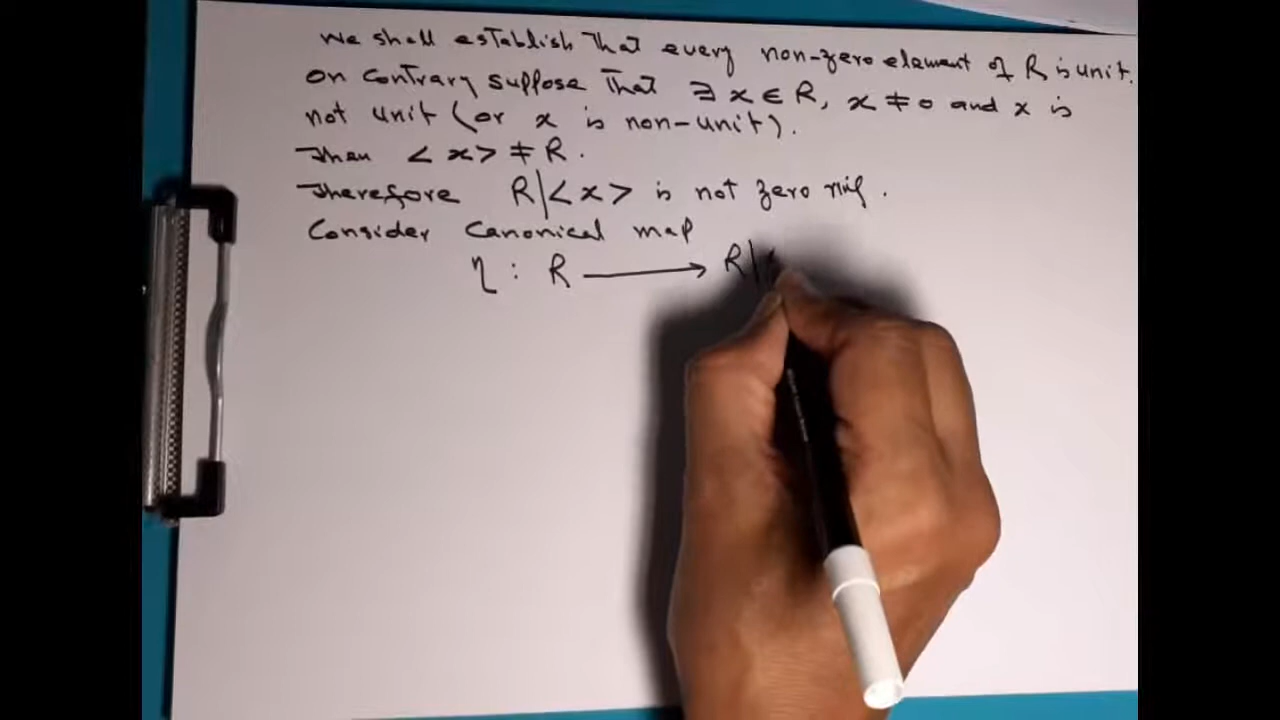 We shall establish that every non-zero element of R is unit.
On contrary suppose that ∃ x ∈ R, x ≠ 0 and x is
not unit (or x is non-unit).
Then <x> ≠ R.
Therefore R|<x> is not zero ring.
Consider Canonical map
η : R ⟶ R|<